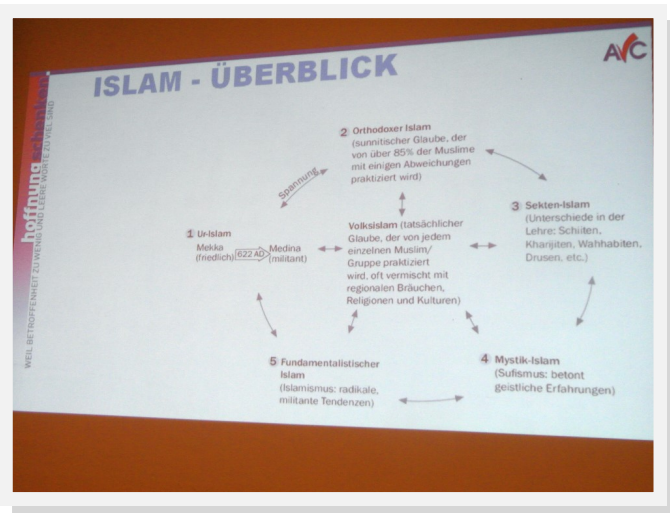 ISLAM - ÜBERBLICK
AVC
hoffnung schenken.
WEIL BETROFFENHEIT ZU WENIG UND LEERE WORTE ZU VIEL SIND
2 Orthodoxer Islam
(sunnitischer Glaube, der
von über 85% der Muslime
mit einigen Abweichungen
praktiziert wird)
Spannung
1 Ur-Islam
Mekka
(friedlich)
622 AD
Medina
(militant)
Volksislam (tatsächlicher
Glaube, der von jedem
einzelnen Muslim/
Gruppe praktiziert
wird, oft vermischt mit
regionalen Bräuchen,
Religionen und Kulturen)
3 Sekten-Islam
(Unterschiede in der
Lehre: Schiiten,
Kharijiten, Wahhabiten,
Drusen, etc.)
5 Fundamentalistischer
Islam
(Islamismus: radikale,
militante Tendenzen)
4 Mystik-Islam
(Sufismus: betont
geistliche Erfahrungen)